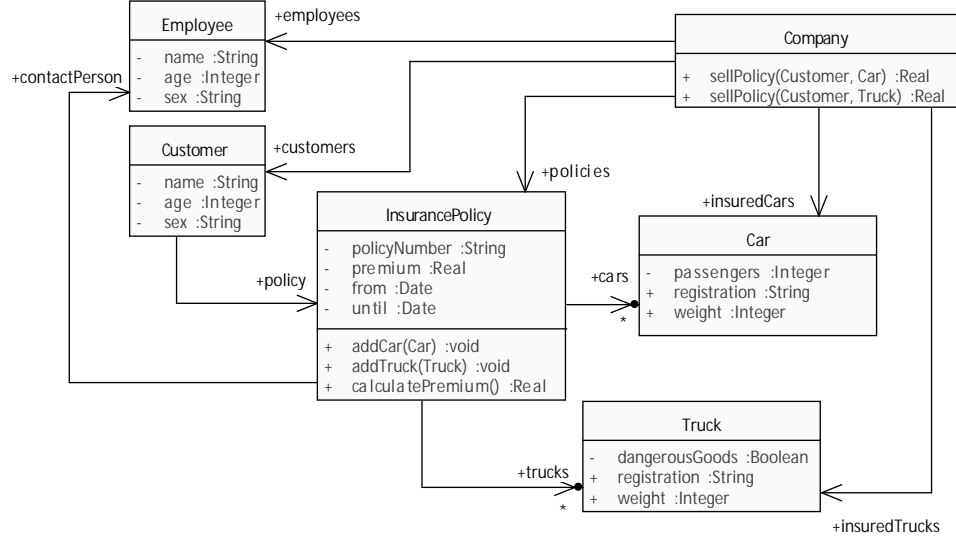 +employees
Employee
- name :String
- age :Integer
- sex :String
+contactPerson
Company
+ sellPolicy(Customer, Car) :Real
+ sellPolicy(Customer, Truck) :Real
Customer
- name :String
- age :Integer
- sex :String
+customers
+policies
+insuredCars
InsurancePolicy
- policyNumber :String
- premium :Real
- from :Date
- until :Date
+ addCar(Car) :void
+ addTruck(Truck) :void
+ calculatePremium() :Real
+policy
+cars
*
Car
- passengers :Integer
+ registration :String
+ weight :Integer
Truck
- dangerousGoods :Boolean
+ registration :String
+ weight :Integer
+trucks
*
+insuredTrucks